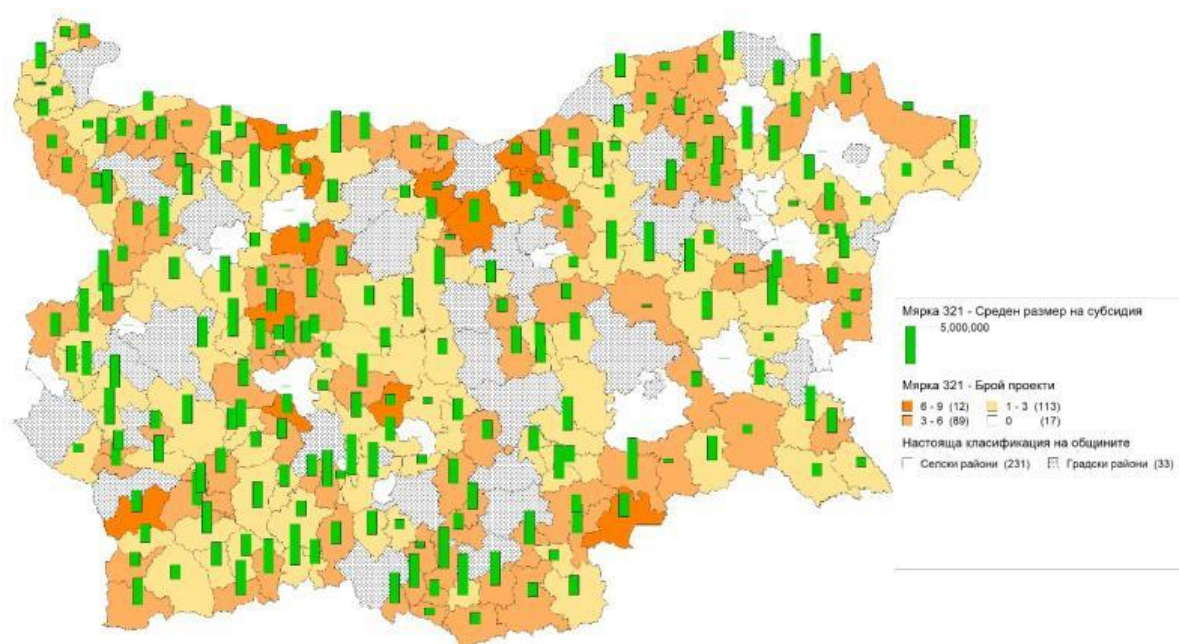 Мярка 321 - Среден размер на субсидия
5,000,000
Мярка 321 - Брой проекти
6 - 9 (12) 1 - 3 (113)
3 - 6 (89) 0 (17)
Настояща класификация на общините
Селски райони (231) Градски райони (33)